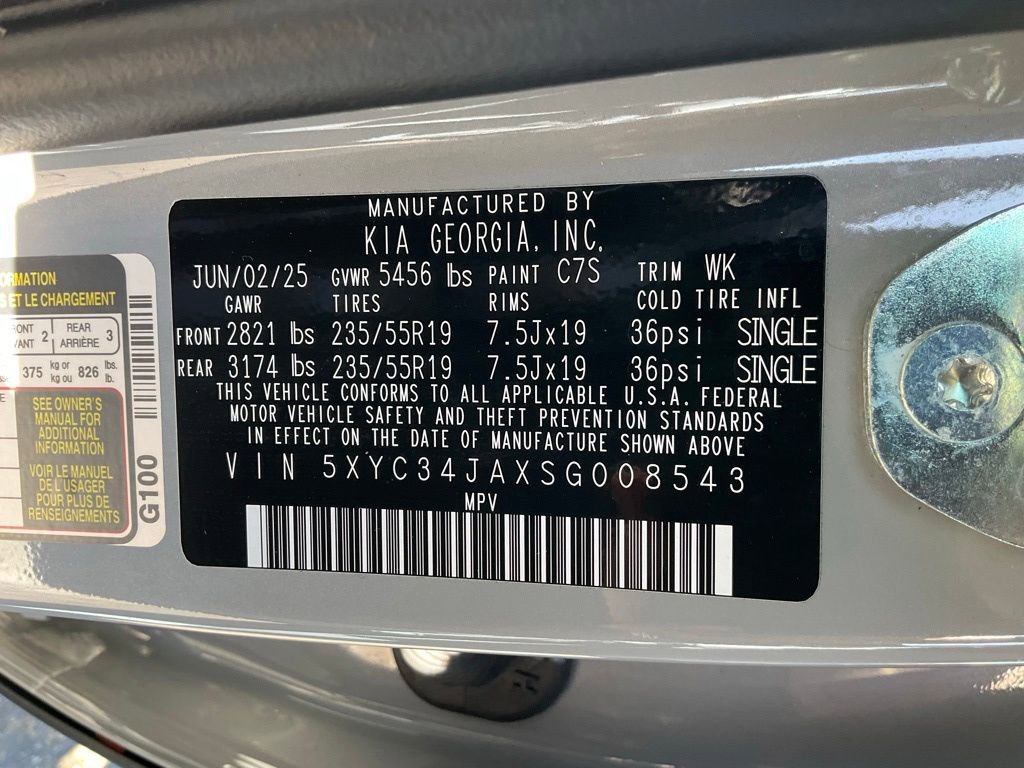 MANUFACTURED BY
KIA GEORGIA, INC.
JUN/02/25 GVWR 5456 lbs PAINT C7S TRIM WK
GAWR TIRES RIMS COLD TIRE INFL
FRONT 2821 lbs 235/55R19 7.5Jx19 36psi SINGLE
REAR 3174 lbs 235/55R19 7.5Jx19 36psi SINGLE
THIS VEHICLE CONFORMS TO ALL APPLICABLE U.S.A. FEDERAL
MOTOR VEHICLE SAFETY AND THEFT PREVENTION STANDARDS
IN EFFECT ON THE DATE OF MANUFACTURE SHOWN ABOVE
VIN 5XYC34JAXSG008543
MPV
ORMATION
S ET LE CHARGEMENT
RONT 2 REAR 3
VANT ARRIÈRE
375 kg or 826 lbs.
kg ou lb.
SEE OWNER'S
MANUAL FOR
ADDITIONAL
INFORMATION
VOIR LE MANUEL
DE L'USAGER
POUR PLUS DE
RENSEIGNEMENTS
G100